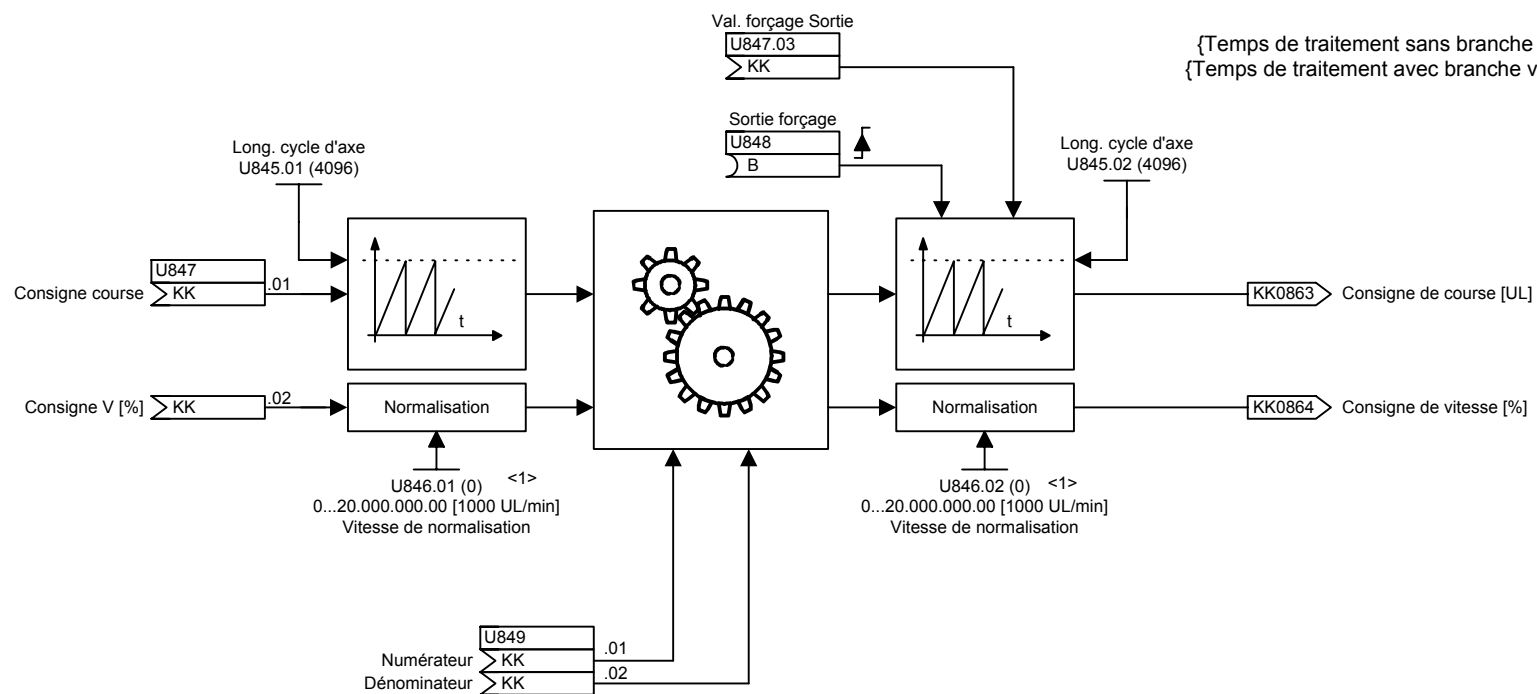 Val. forçage Sortie
U847.03
KK
{Temps de traitement sans branche
{Temps de traitement avec branche v
Sortie forçage
U848
B
Long. cycle d'axe
U845.01 (4096)
Long. cycle d'axe
U845.02 (4096)
U847
Consigne course KK .01
t
t
KK0863 Consigne de course [UL]
Consigne V [%] KK .02
Normalisation
Normalisation
KK0864 Consigne de vitesse [%]
U846.01 (0) <1>
0...20.000.000.00 [1000 UL/min]
Vitesse de normalisation
U846.02 (0) <1>
0...20.000.000.00 [1000 UL/min]
Vitesse de normalisation
U849
Numérateur KK .01
Dénominateur KK .02